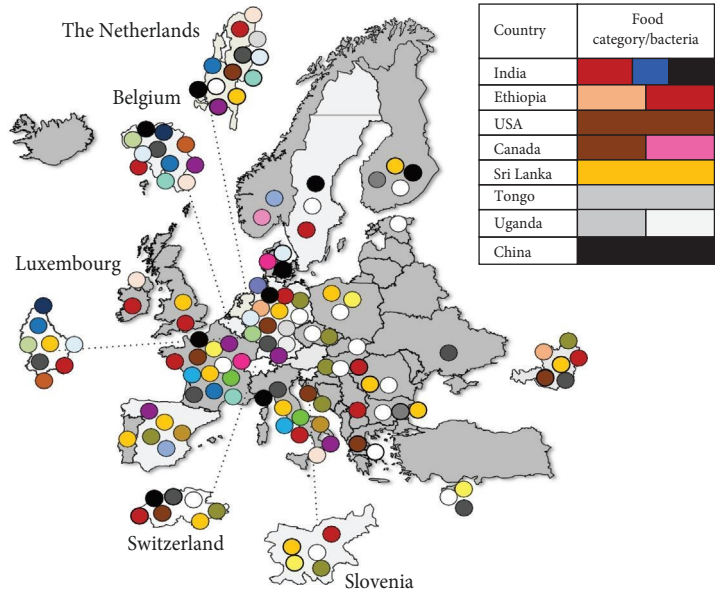 The Netherlands
Belgium
Luxembourg
Switzerland
Slovenia
Country
Food
category/bacteria
India
Ethiopia
USA
Canada
Sri Lanka
Tongo
Uganda
China